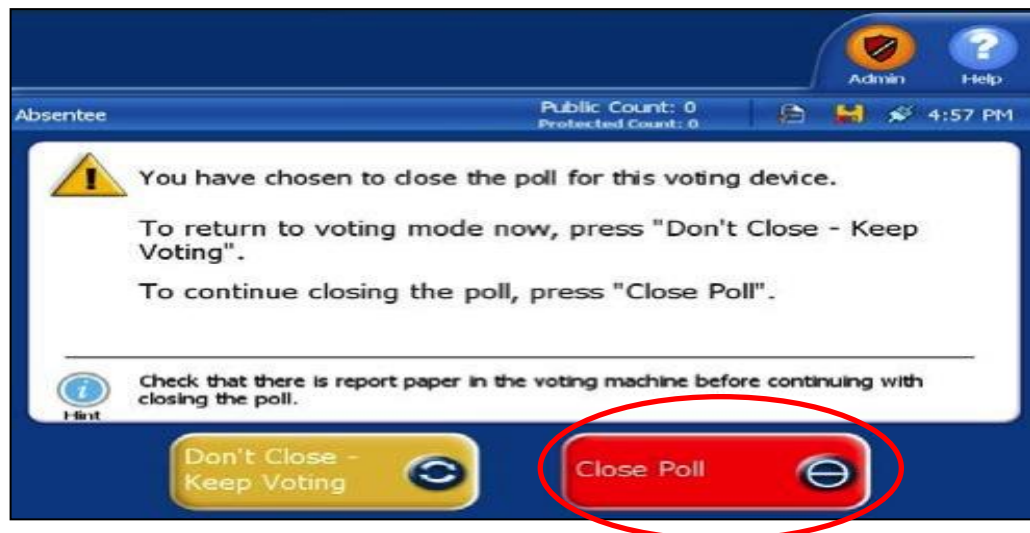 Admin
Help
Absentee
Public Count: 0
4:57 PM
Protected Count: 0
You have chosen to close the poll for this voting device.
To return to voting mode now, press "Don't Close - Keep
Voting".
To continue closing the poll, press "Close Poll".
Check that there is report paper in the voting machine before continuing with
closing the poll.
Hint
Don't Close -
Keep Voting
Close Poll